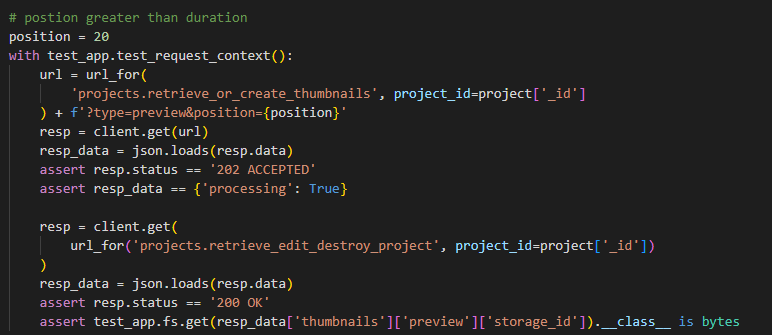 # postion greater than duration
position = 20
with test_app.test_request_context():
    url = url_for(
        'projects.retrieve_or_create_thumbnails', project_id=project['_id']
    ) + f'?type=preview&position={position}'
    resp = client.get(url)
    resp_data = json.loads(resp.data)
    assert resp.status == '202 ACCEPTED'
    assert resp_data == {'processing': True}

    resp = client.get(
        url_for('projects.retrieve_edit_destroy_project', project_id=project['_id'])
    )
    resp_data = json.loads(resp.data)
    assert resp.status == '200 OK'
    assert test_app.fs.get(resp_data['thumbnails']['preview']['storage_id']).__class__ is bytes